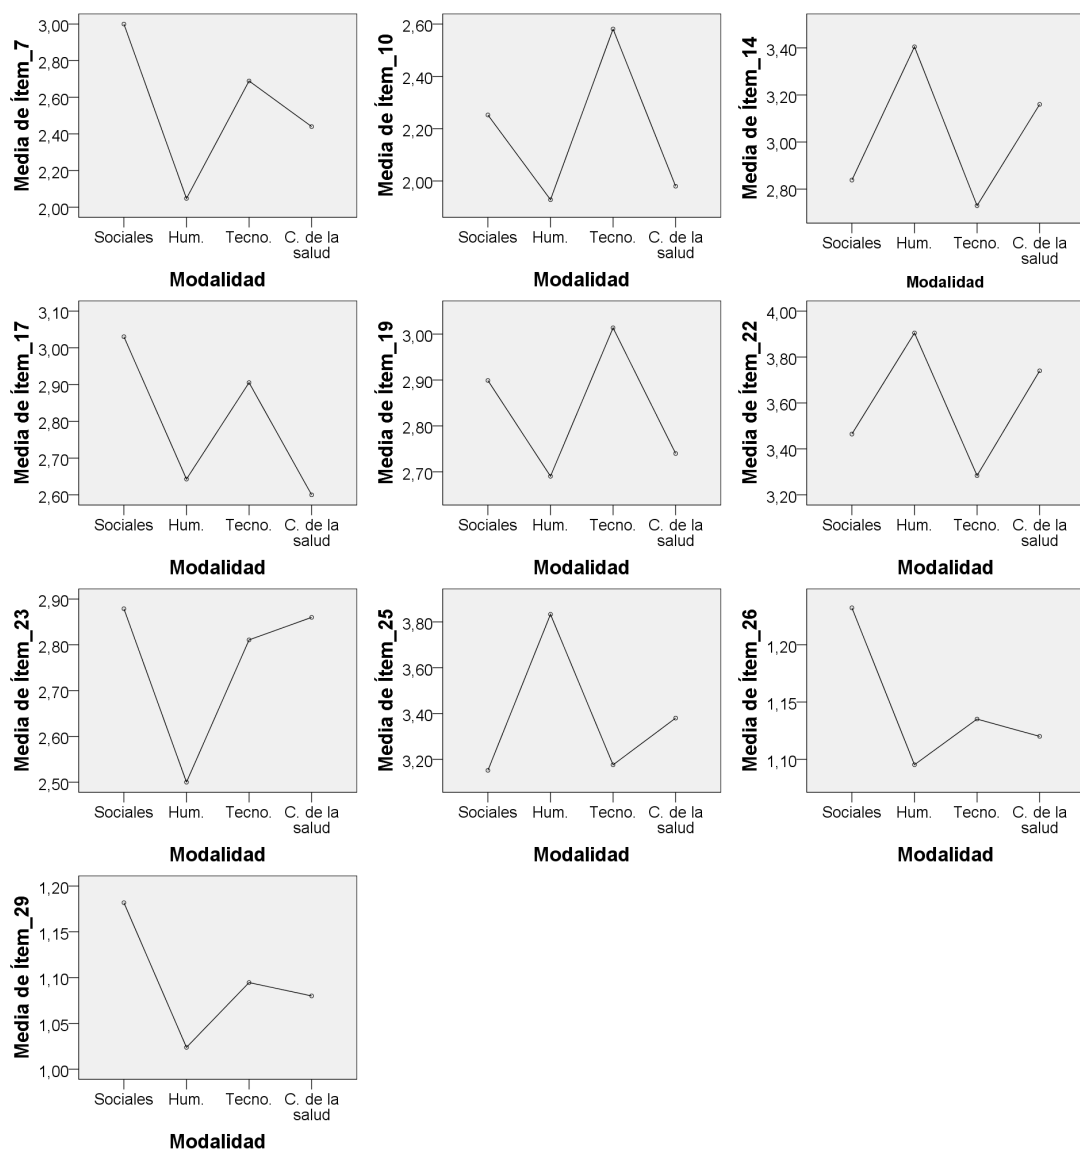 Media de Ítem_7
3,00
2,80
2,60
2,40
2,20
2,00
Sociales Hum. Tecno. C. de la
salud
Modalidad
Media de Ítem_10
2,60
2,40
2,20
2,00
Sociales Hum. Tecno. C. de la
salud
Modalidad
Media de Ítem_14
3,40
3,20
3,00
2,80
Sociales Hum. Tecno. C. de la
salud
Modalidad
Media de Ítem_17
3,10
3,00
2,90
2,80
2,70
2,60
Sociales Hum. Tecno. C. de la
salud
Modalidad
Media de Ítem_19
3,00
2,90
2,80
2,70
Sociales Hum. Tecno. C. de la
salud
Modalidad
Media de Ítem_22
4,00
3,80
3,60
3,40
3,20
Sociales Hum. Tecno. C. de la
salud
Modalidad
Media de Ítem_23
2,90
2,80
2,70
2,60
2,50
Sociales Hum. Tecno. C. de la
salud
Modalidad
Media de Ítem_25
3,80
3,60
3,40
3,20
Sociales Hum. Tecno. C. de la
salud
Modalidad
Media de Ítem_26
1,20
1,15
1,10
Sociales Hum. Tecno. C. de la
salud
Modalidad
Media de Ítem_29
1,20
1,15
1,10
1,05
1,00
Sociales Hum. Tecno. C. de la
salud
Modalidad